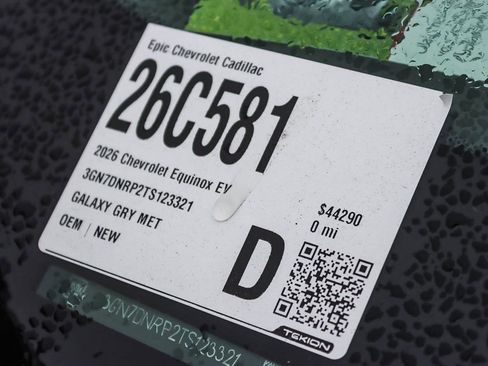 Epic Chevrolet Cadillac
26C581
2026 Chevrolet Equinox EV
3GN7DNRP2TS123321
GALAXY GRY MET
OEM | NEW
$44290
0 mi
D
TEKION
3GN7DNRP2TS123321